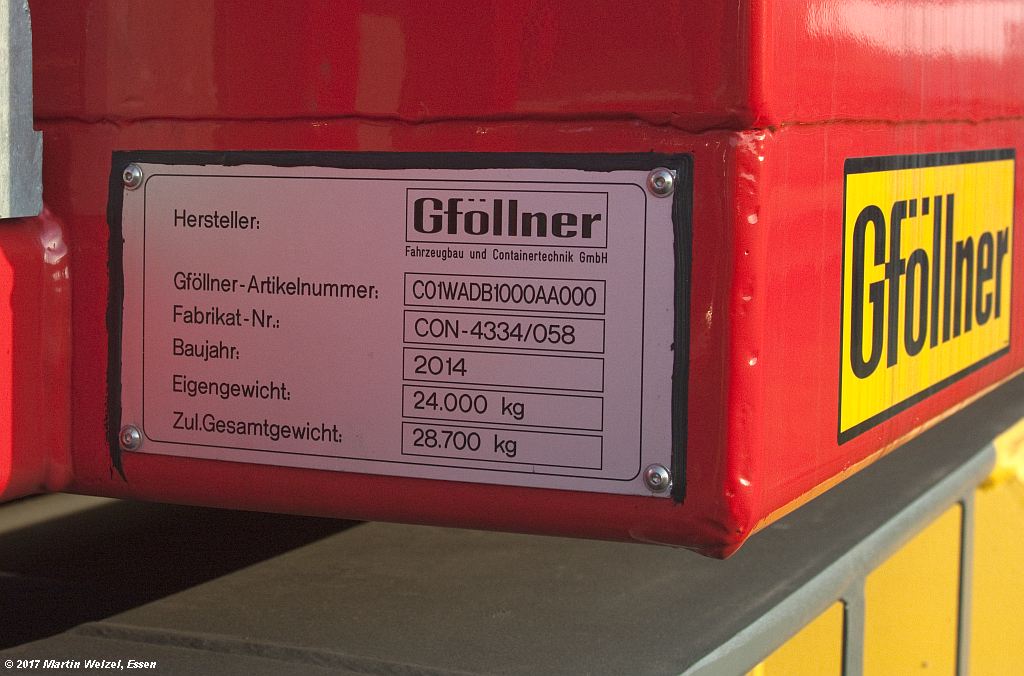 Hersteller: Gföllner
Fahrzeugbau und Containertechnik GmbH
Gföllner-Artikelnummer: C01WADB1000AA000
Fabrikat-Nr.: CON-4334/058
Baujahr: 2014
Eigengewicht: 24.000 kg
Zul.Gesamtgewicht: 28.700 kg
Gföllner
© 2017 Martin Welzel, Essen